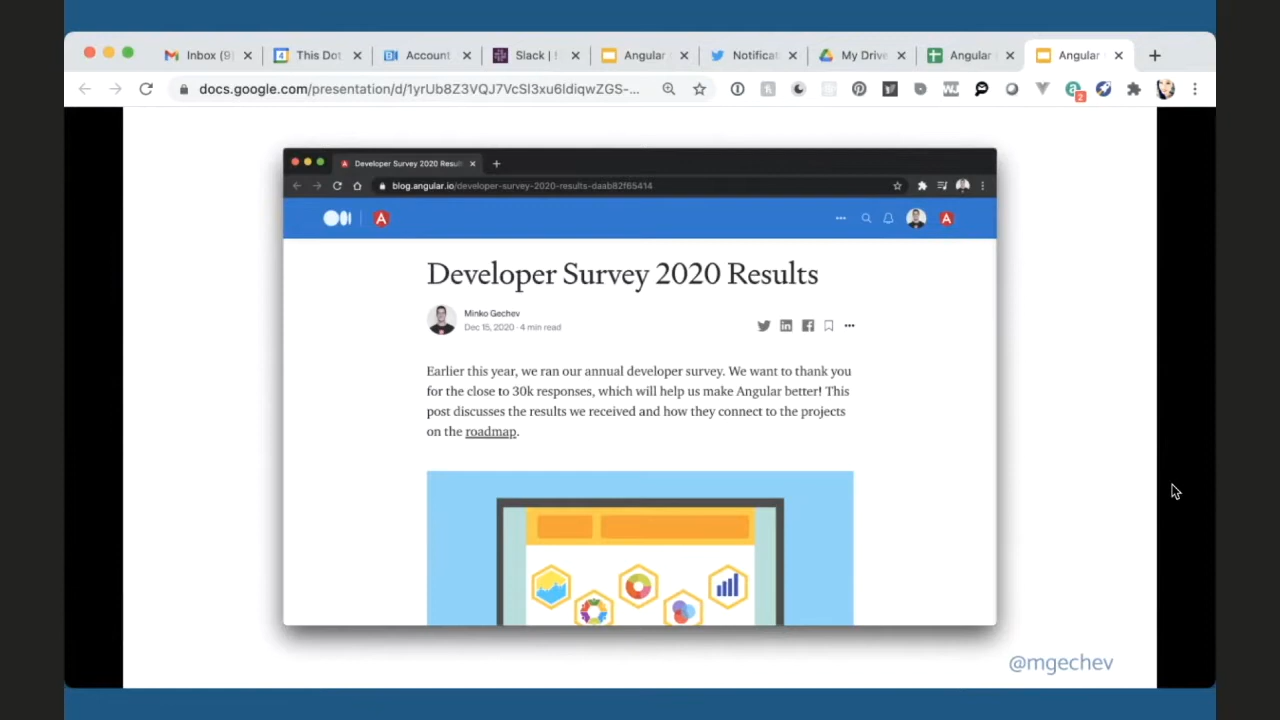 Inbox (9)
This Dot
Account
Slack |
Angular
Notificat
My Drive
Angular
Angular
docs.google.com/presentation/d/1yrUb8Z3VQJ7VcSI3xu6IdiqwZGS-...
2
Developer Survey 2020 Resul
blog.angular.io/developer-survey-2020-results-daab82f65414
A
A
Developer Survey 2020 Results
Minko Gechev
Dec 15, 2020 · 4 min read
Earlier this year, we ran our annual developer survey. We want to thank you
for the close to 30k responses, which will help us make Angular better! This
post discusses the results we received and how they connect to the projects
on the roadmap.
@mgechev